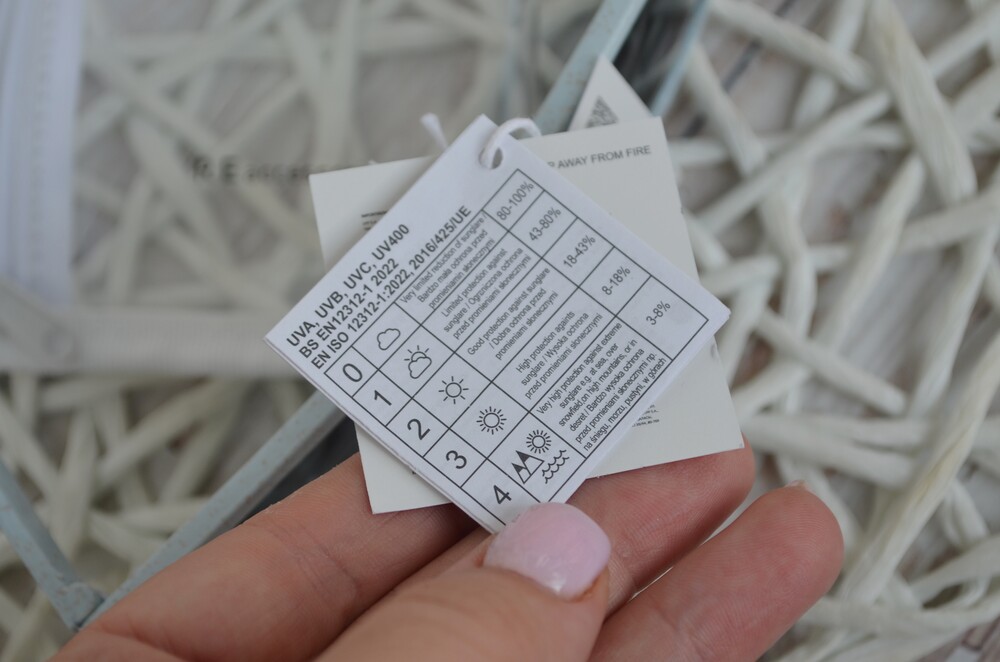 UVA, UVB, UVC, UV400
BS EN12312-1 2022
EN ISO 12312-1:2022, 2016/425/UE
0
Very limited reduction of sunglare /
Bardzo mała ochrona przed
promieniami słonecznymi
80-100%
1
Limited protection against
sunglare / Ograniczona ochrona
przed promieniami słonecznymi
43-80%
2
Good protection against sunglare
/ Dobra ochrona przed
promieniami słonecznymi
18-43%
3
High protection againts
sunglare / Wysoka ochrona
przed promieniami słonecznymi
8-18%
4
Very high protection against extreme
sunglare e.g. at sea, over
snowfield,on high mountains, or in
desret / Bardzo wysoka ochrona
przed promieniami słonecznymi np.
na śniegu, morzu, pustyni, w górach
3-8%
AWAY FROM FIRE